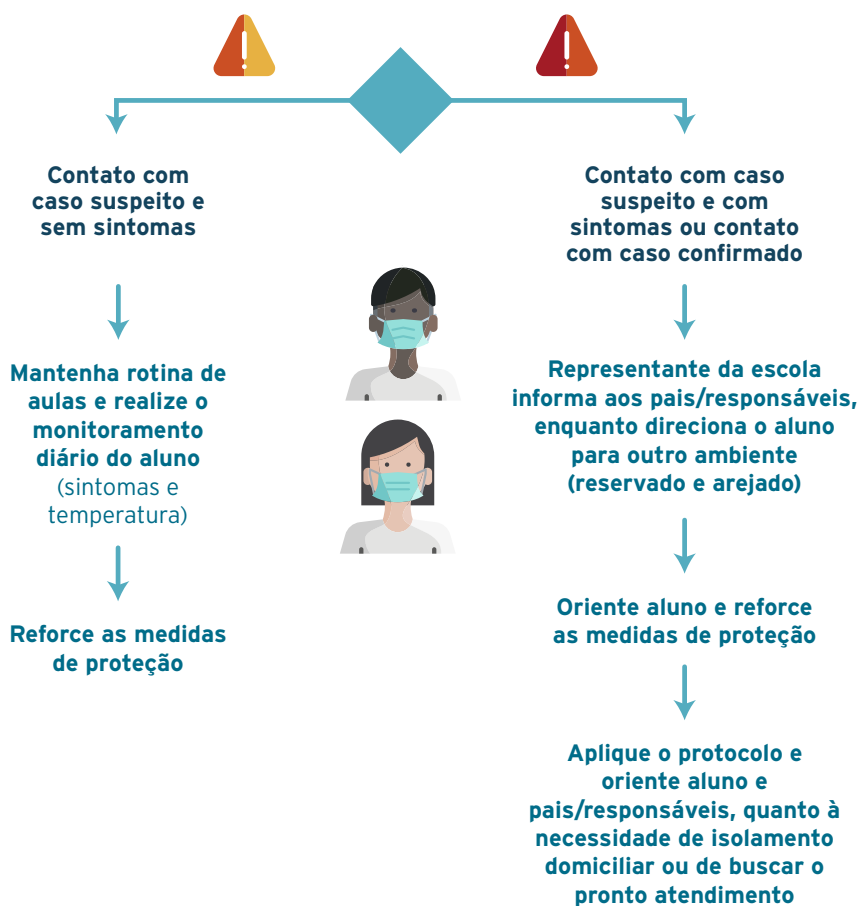 Contato com
caso suspeito e
sem sintomas
Mantenha rotina de
aulas e realize o
monitoramento
diário do aluno
(sintomas e
temperatura)
Reforce as medidas
de proteção
Contato com caso
suspeito e com
sintomas ou contato
com caso confirmado
Representante da escola
informa aos pais/responsáveis,
enquanto direciona o aluno
para outro ambiente
(reservado e arejado)
Oriente aluno e reforce
as medidas de proteção
Aplique o protocolo e
oriente aluno e
pais/responsáveis, quanto à
necessidade de isolamento
domiciliar ou de buscar o
pronto atendimento